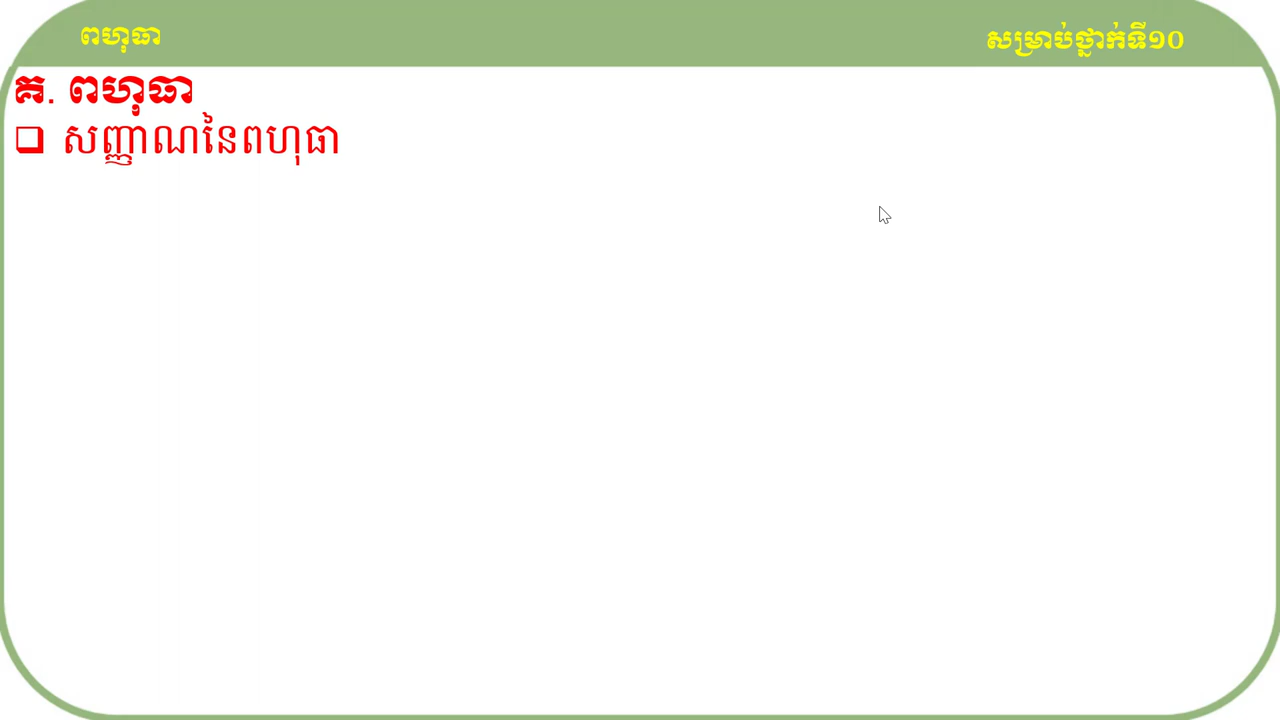 ពហុធា
សម្រាប់ថ្នាក់ទី១០
គ. ពហុធា
❑ សញ្ញាណនៃពហុធា